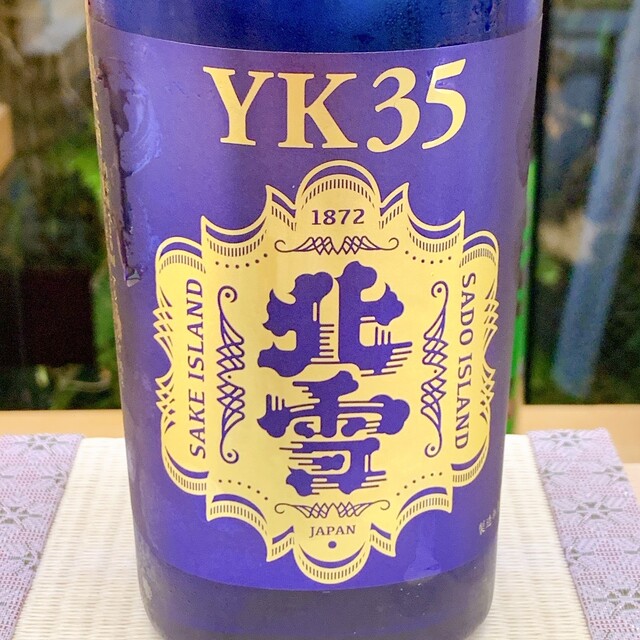 YK35
1872
SAKE ISLAND
北雪
SADO ISLAND
JAPAN